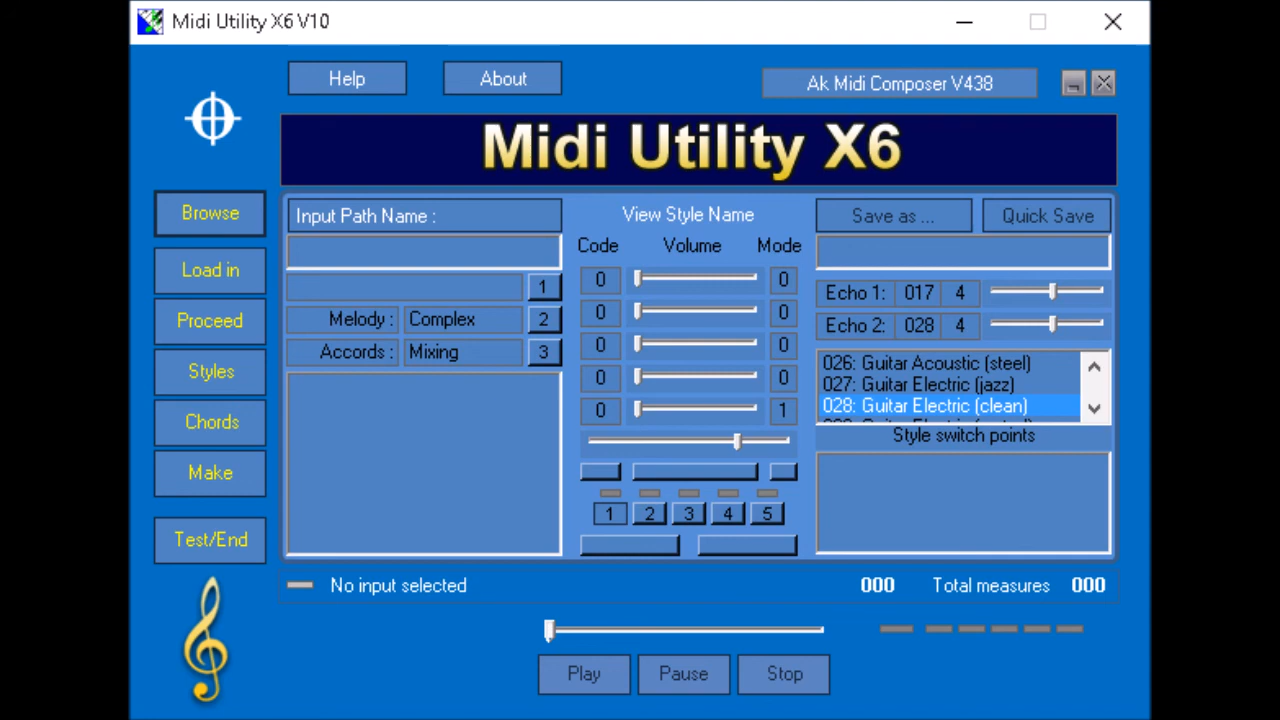 Midi Utility X6 V10
Help
About
Ak Midi Composer V438
Midi Utility X6
Browse
Load in
Proceed
Styles
Chords
Make
Test/End
Input Path Name :
1
Melody : Complex 2
Accords : Mixing 3
View Style Name
Code Volume Mode
0 0
0 0
0 0
0 0
0 1
1 2 3 4 5
Save as ... Quick Save
Echo 1: 017 4
Echo 2: 028 4
026: Guitar Acoustic (steel)
027: Guitar Electric (jazz)
028: Guitar Electric (clean)
Style switch points
No input selected
000 Total measures 000
Play Pause Stop